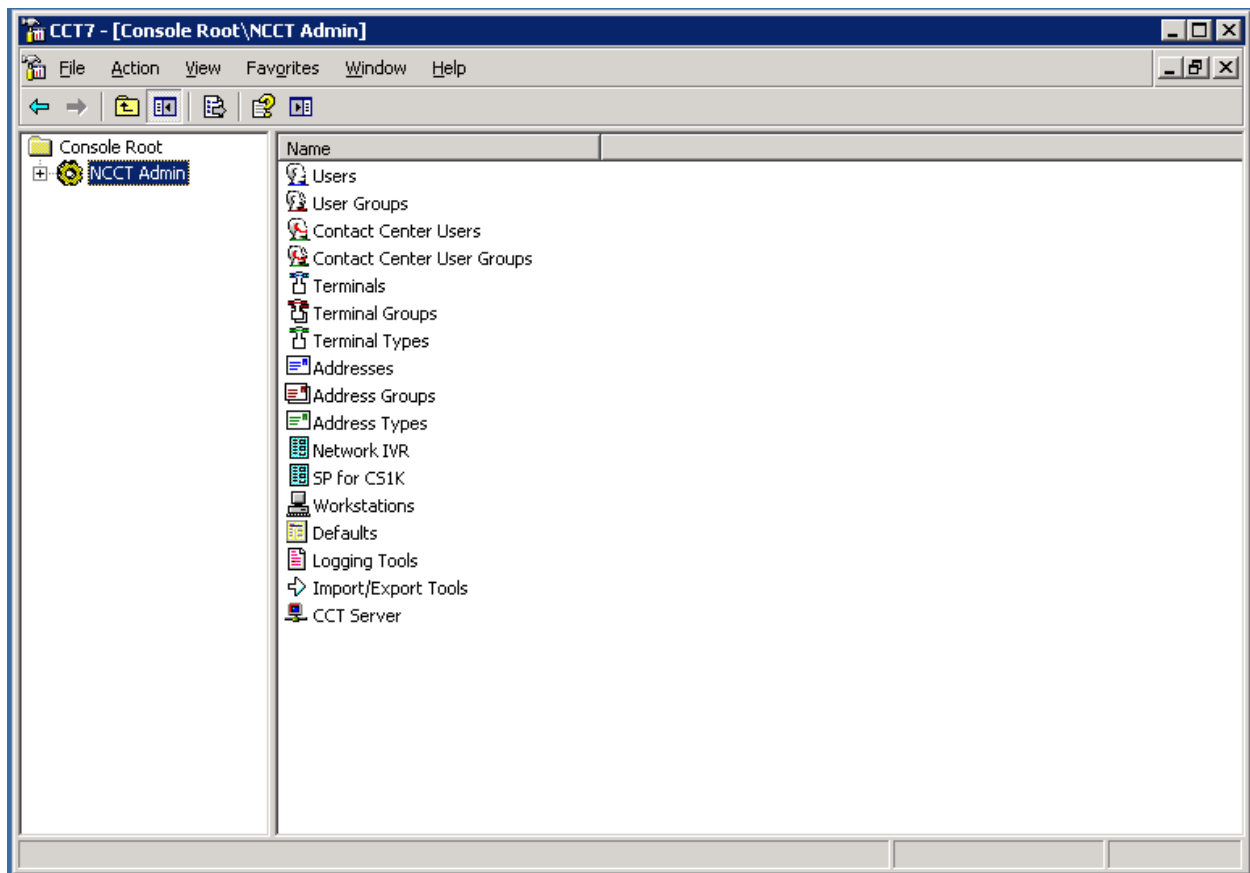 CCT7 - [Console Root\NCCT Admin]
File Action View Favorites Window Help
Console Root
NCCT Admin
Name
Users
User Groups
Contact Center Users
Contact Center User Groups
Terminals
Terminal Groups
Terminal Types
Addresses
Address Groups
Address Types
Network IVR
SP for CS1K
Workstations
Defaults
Logging Tools
Import/Export Tools
CCT Server